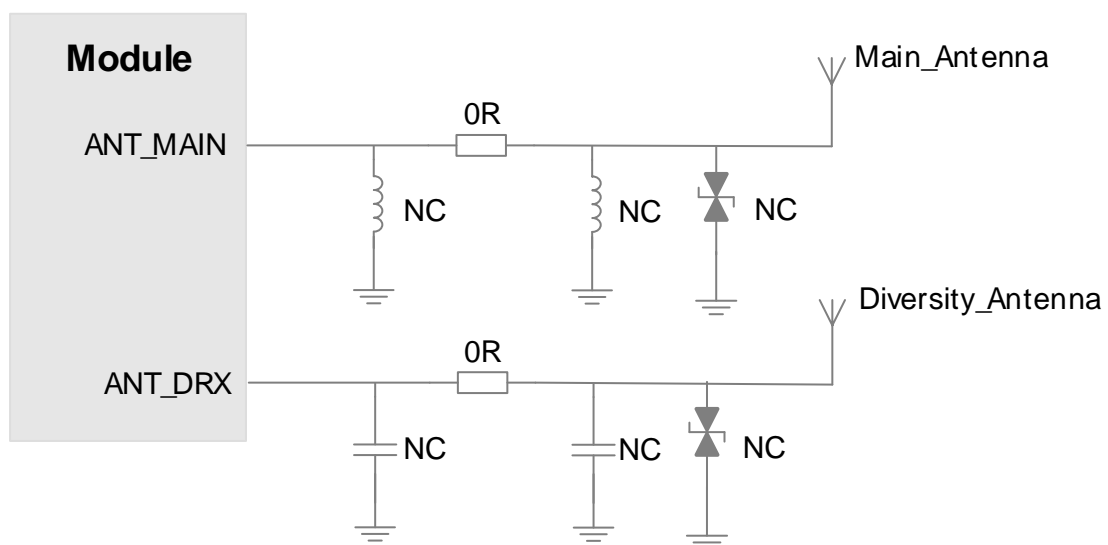 Module
Main_Antenna
0R
ANT_MAIN
NC
NC
NC
Diversity_Antenna
0R
ANT_DRX
NC
NC
NC